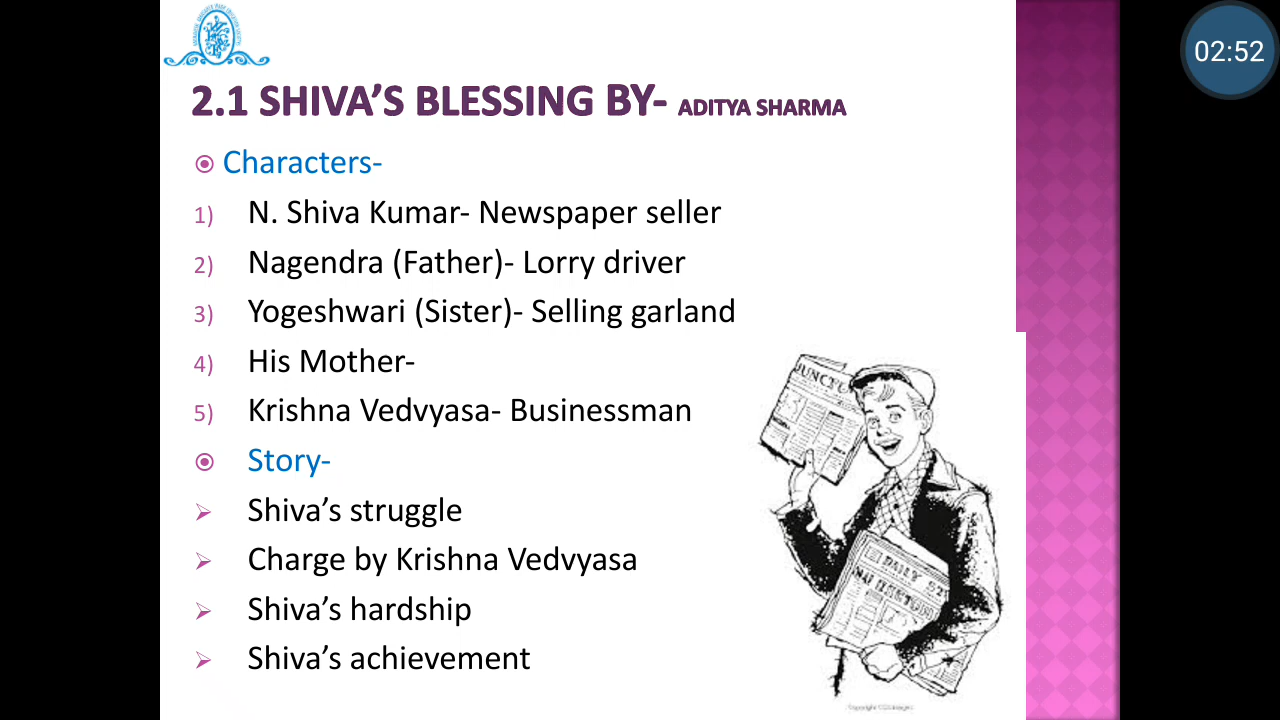 02:52
2.1 SHIVA'S BLESSING BY- ADITYA SHARMA
Characters-
1) N. Shiva Kumar- Newspaper seller
2) Nagendra (Father)- Lorry driver
3) Yogeshwari (Sister)- Selling garland
4) His Mother-
5) Krishna Vedvyasa- Businessman
Story-
Shiva's struggle
Charge by Krishna Vedvyasa
Shiva's hardship
Shiva's achievement
DAILY